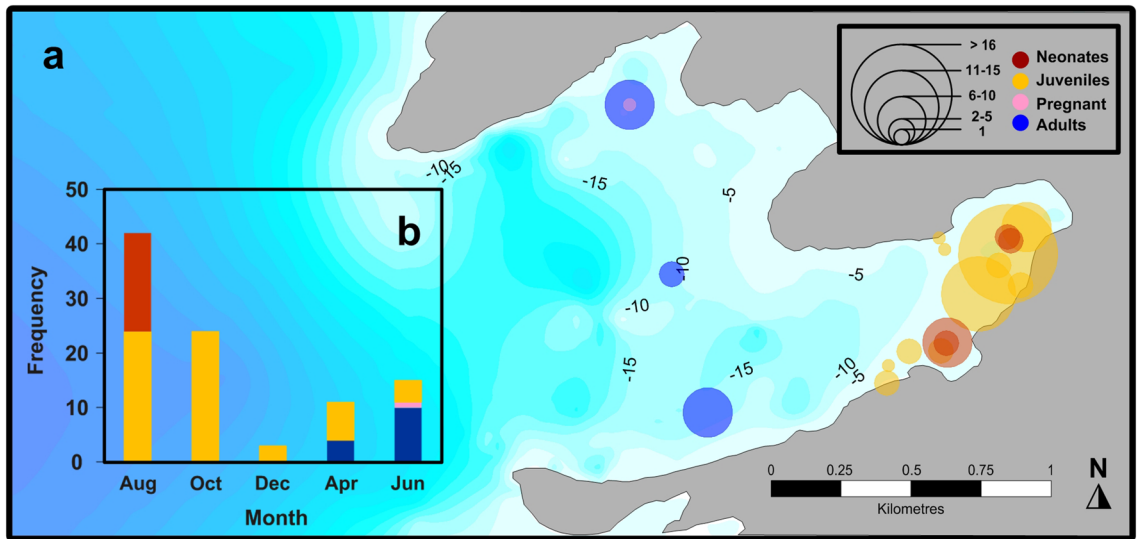 a
> 16
11-15
6-10
2-5
1
Neonates
Juveniles
Pregnant
Adults
-10
-15
-15
-5
-10
-5
-10
-15
-15
-10
-5
b
50
40
30
20
10
0
Frequency
Aug Oct Dec Apr Jun
Month
0 0.25 0.5 0.75 1
Kilometres
N